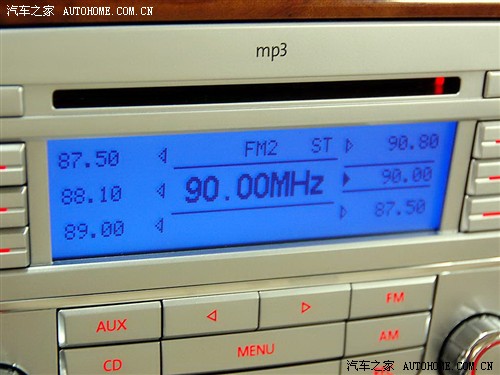 汽车之家 AUTOHOME.COM.CN
mp3
87.50 FM2 ST 90.80
88.10 90.00MHz 90.00
89.00 87.50
AUX FM
CD MENU AM
汽车之家 AUTOHOME.COM.CN